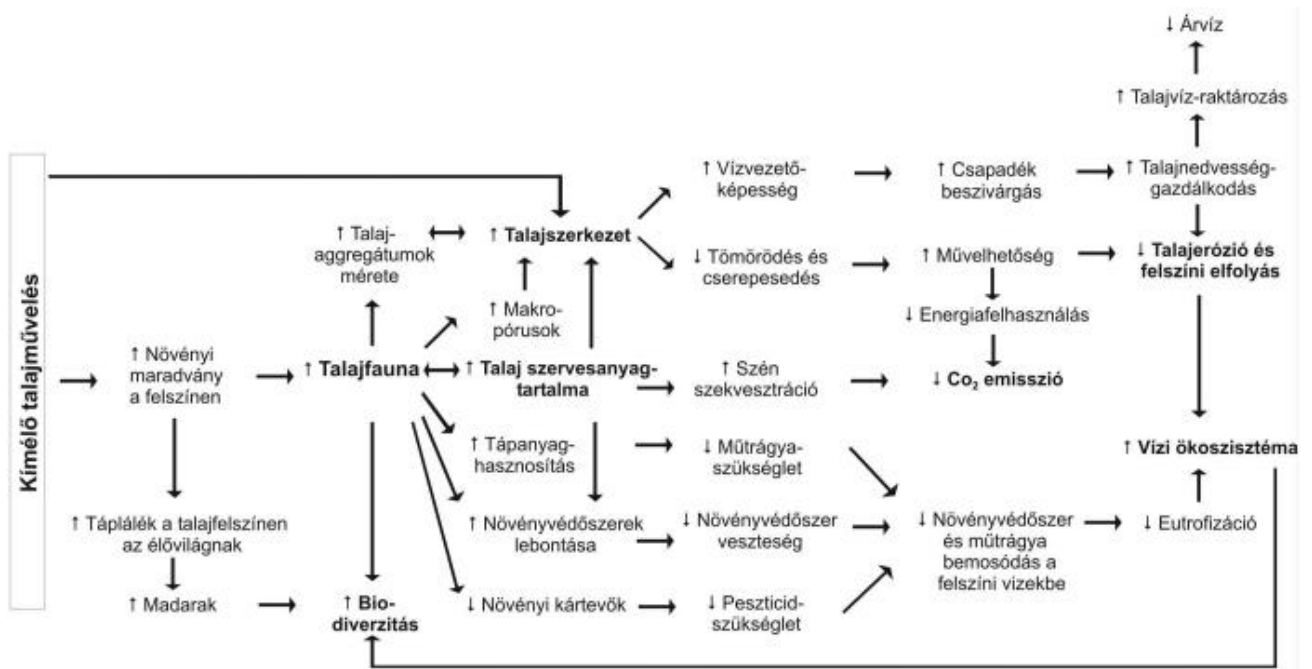 ↓ Árvíz
↑ Talajvíz-raktározás
Kímélő talajművelés
↑ Vízvezető-
képesség
↑ Csapadék
beszivárgás
↑ Talajnedvesség-
gazdálkodás
↑ Talaj-
aggregátumok
mérete
↑ Talajszerkezet
↓ Tömörödés és
cserepesedés
↑ Művelhetőség
↓ Talajerózió és
felszíni elfolyás
↑ Makro-
pórusok
↓ Energiafelhasználás
↑ Növényi
maradvány
a felszínen
↑ Talajfauna
↑ Talaj szervesanyag-
tartalma
↑ Szén
szekvesztráció
↓ Co₂ emisszió
↑ Tápanyag-
hasznosítás
↓ Műtrágya-
szükséglet
↑ Vízi ökoszisztéma
↑ Táplálék a talajfelszínen
az élővilágnak
↑ Növényvédőszerek
lebontása
↓ Növényvédőszer
veszteség
↓ Növényvédőszer
és műtrágya
bemosódás a
felszíni vizekbe
↓ Eutrofizáció
↑ Madarak
↑ Bio-
diverzitás
↓ Növényi kártevők
↓ Peszticid-
szükséglet